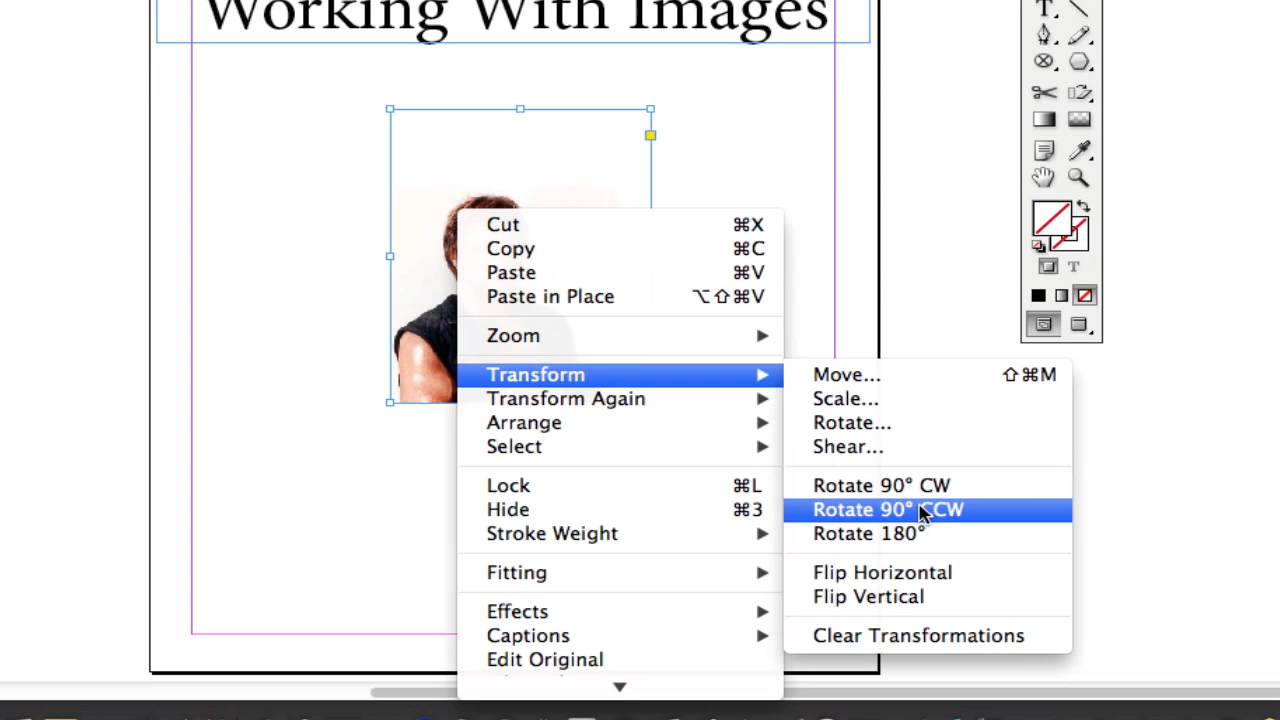 Working With Images
Cut ⌘X
Copy ⌘C
Paste ⌘V
Paste in Place ⌥⇧⌘V
Zoom
Transform
Transform Again
Arrange
Select
Lock ⌘L
Hide ⌘3
Stroke Weight
Fitting
Effects
Captions
Edit Original
Move... ⇧⌘M
Scale...
Rotate...
Shear...
Rotate 90° CW
Rotate 90° CCW
Rotate 180°
Flip Horizontal
Flip Vertical
Clear Transformations
T
T